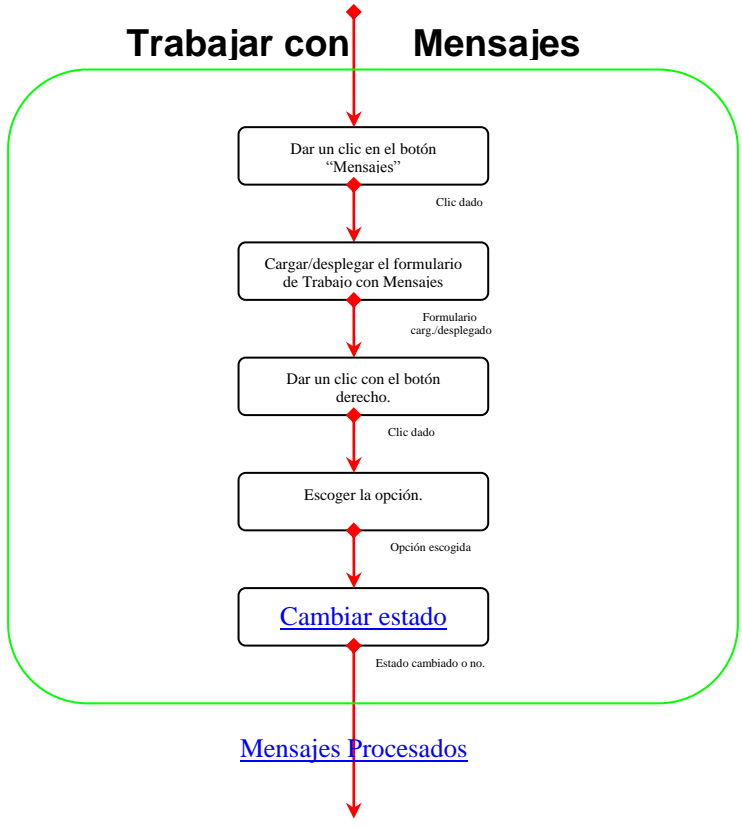 Trabajar con Mensajes
Dar un clic en el botón
“Mensajes”
Clic dado
Cargar/desplegar el formulario
de Trabajo con Mensajes
Formulario
carg./desplegado
Dar un clic con el botón
derecho.
Clic dado
Escoger la opción.
Opción escogida
Cambiar estado
Estado cambiado o no.
Mensajes Procesados